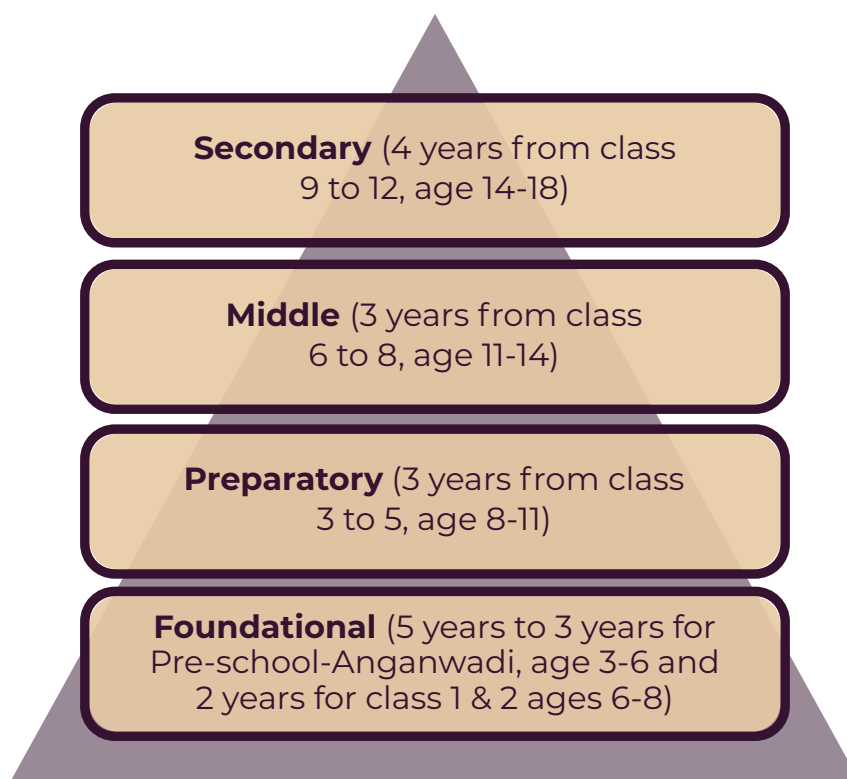 Secondary (4 years from class
9 to 12, age 14-18)
Middle (3 years from class
6 to 8, age 11-14)
Preparatory (3 years from class
3 to 5, age 8-11)
Foundational (5 years to 3 years for
Pre-school-Anganwadi, age 3-6 and
2 years for class 1 & 2 ages 6-8)